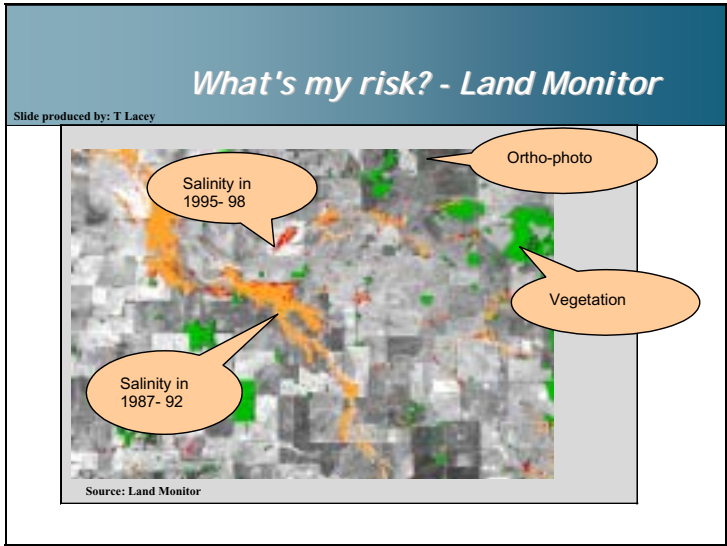 What's my risk? - Land Monitor
Slide produced by: T Lacey
Ortho-photo
Salinity in
1995- 98
Vegetation
Salinity in
1987- 92
Source: Land Monitor